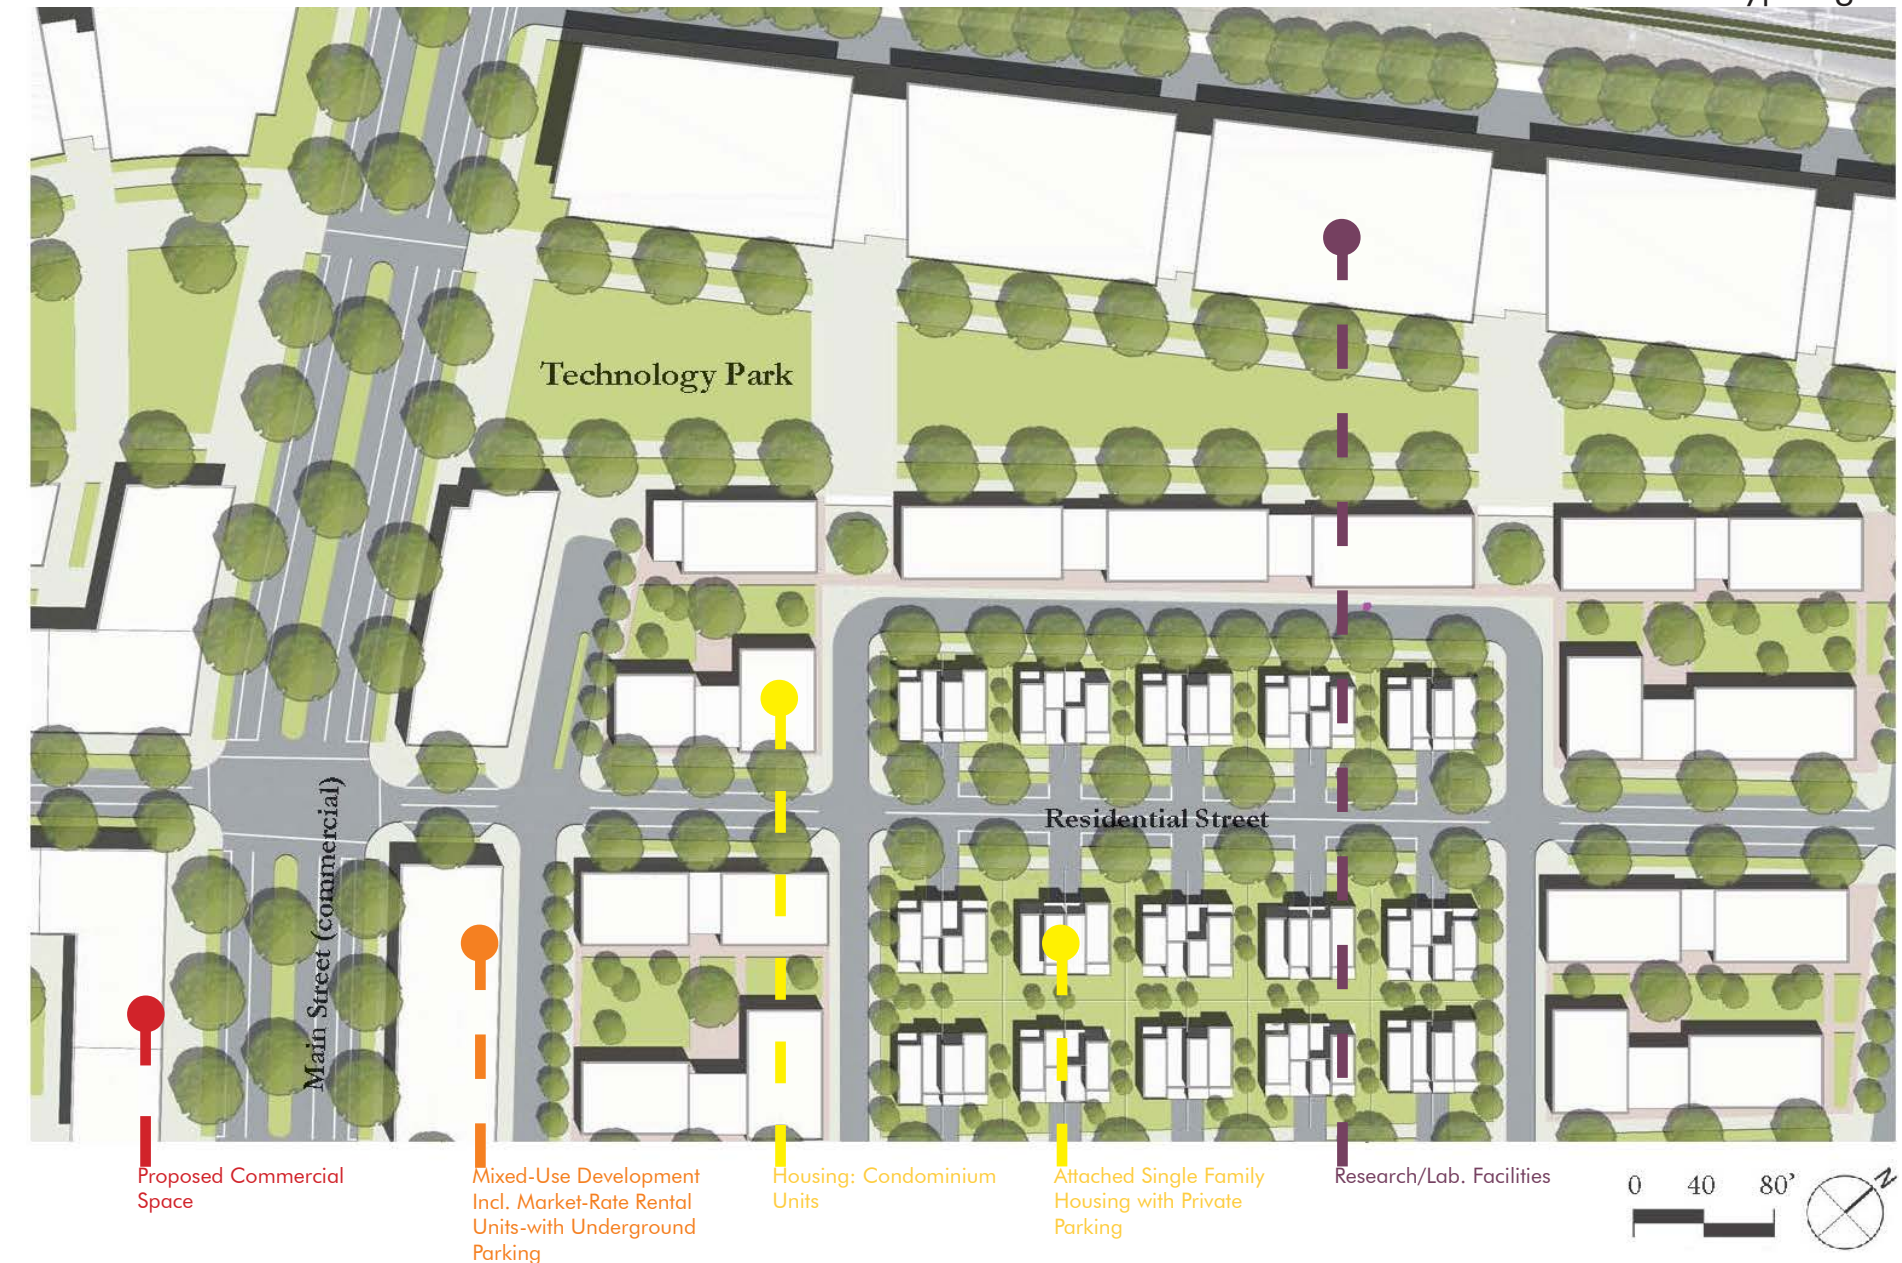 Technology Park
Residential Street
Main Street (commercial)
Proposed Commercial
Space
Mixed-Use Development
Incl. Market-Rate Rental
Units-with Underground
Parking
Housing: Condominium
Units
Attached Single Family
Housing with Private
Parking
Research/Lab. Facilities
0 40 80’
N